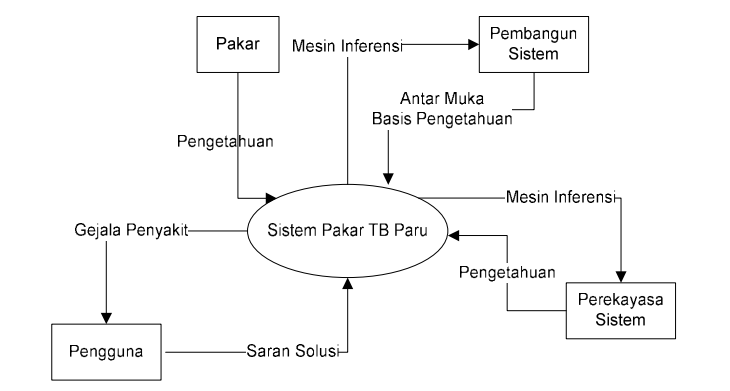 Pakar
Mesin Inferensi
Pembangun
Sistem
Antar Muka
Basis Pengetahuan
Pengetahuan
Mesin Inferensi
Gejala Penyakit
Sistem Pakar TB Paru
Pengetahuan
Perekayasa
Sistem
Pengguna
Saran Solusi